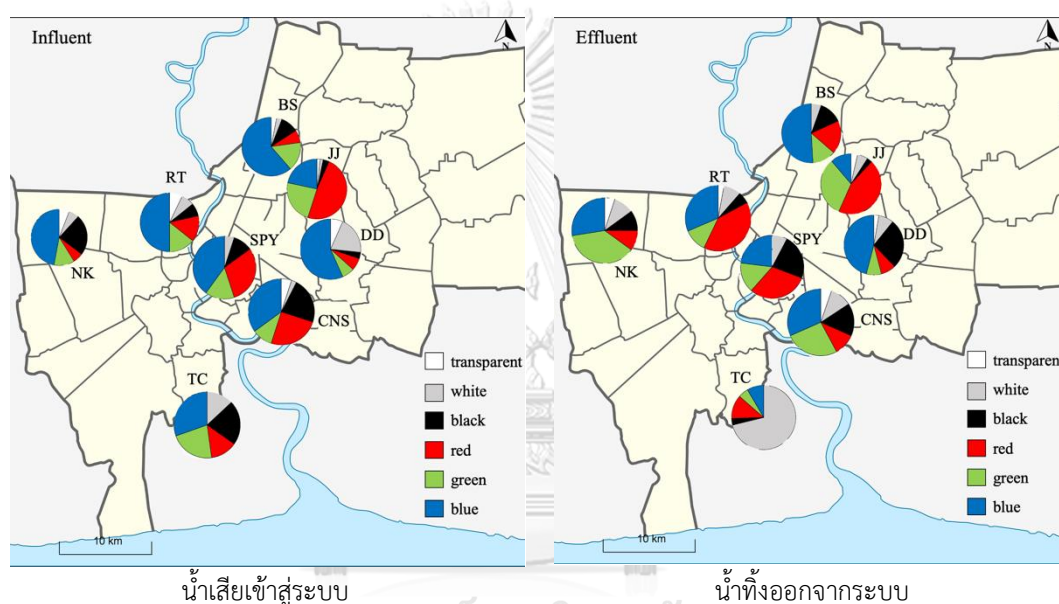 Influent
N
BS
JJ
RT
DD
SPY
NK
CNS
TC
transparent
white
black
red
green
blue
10 km
น้ำเสียเข้าสู่ระบบ
Effluent
N
BS
JJ
RT
DD
SPY
NK
CNS
TC
transparent
white
black
red
green
blue
10 km
น้ำทิ้งออกจากระบบ